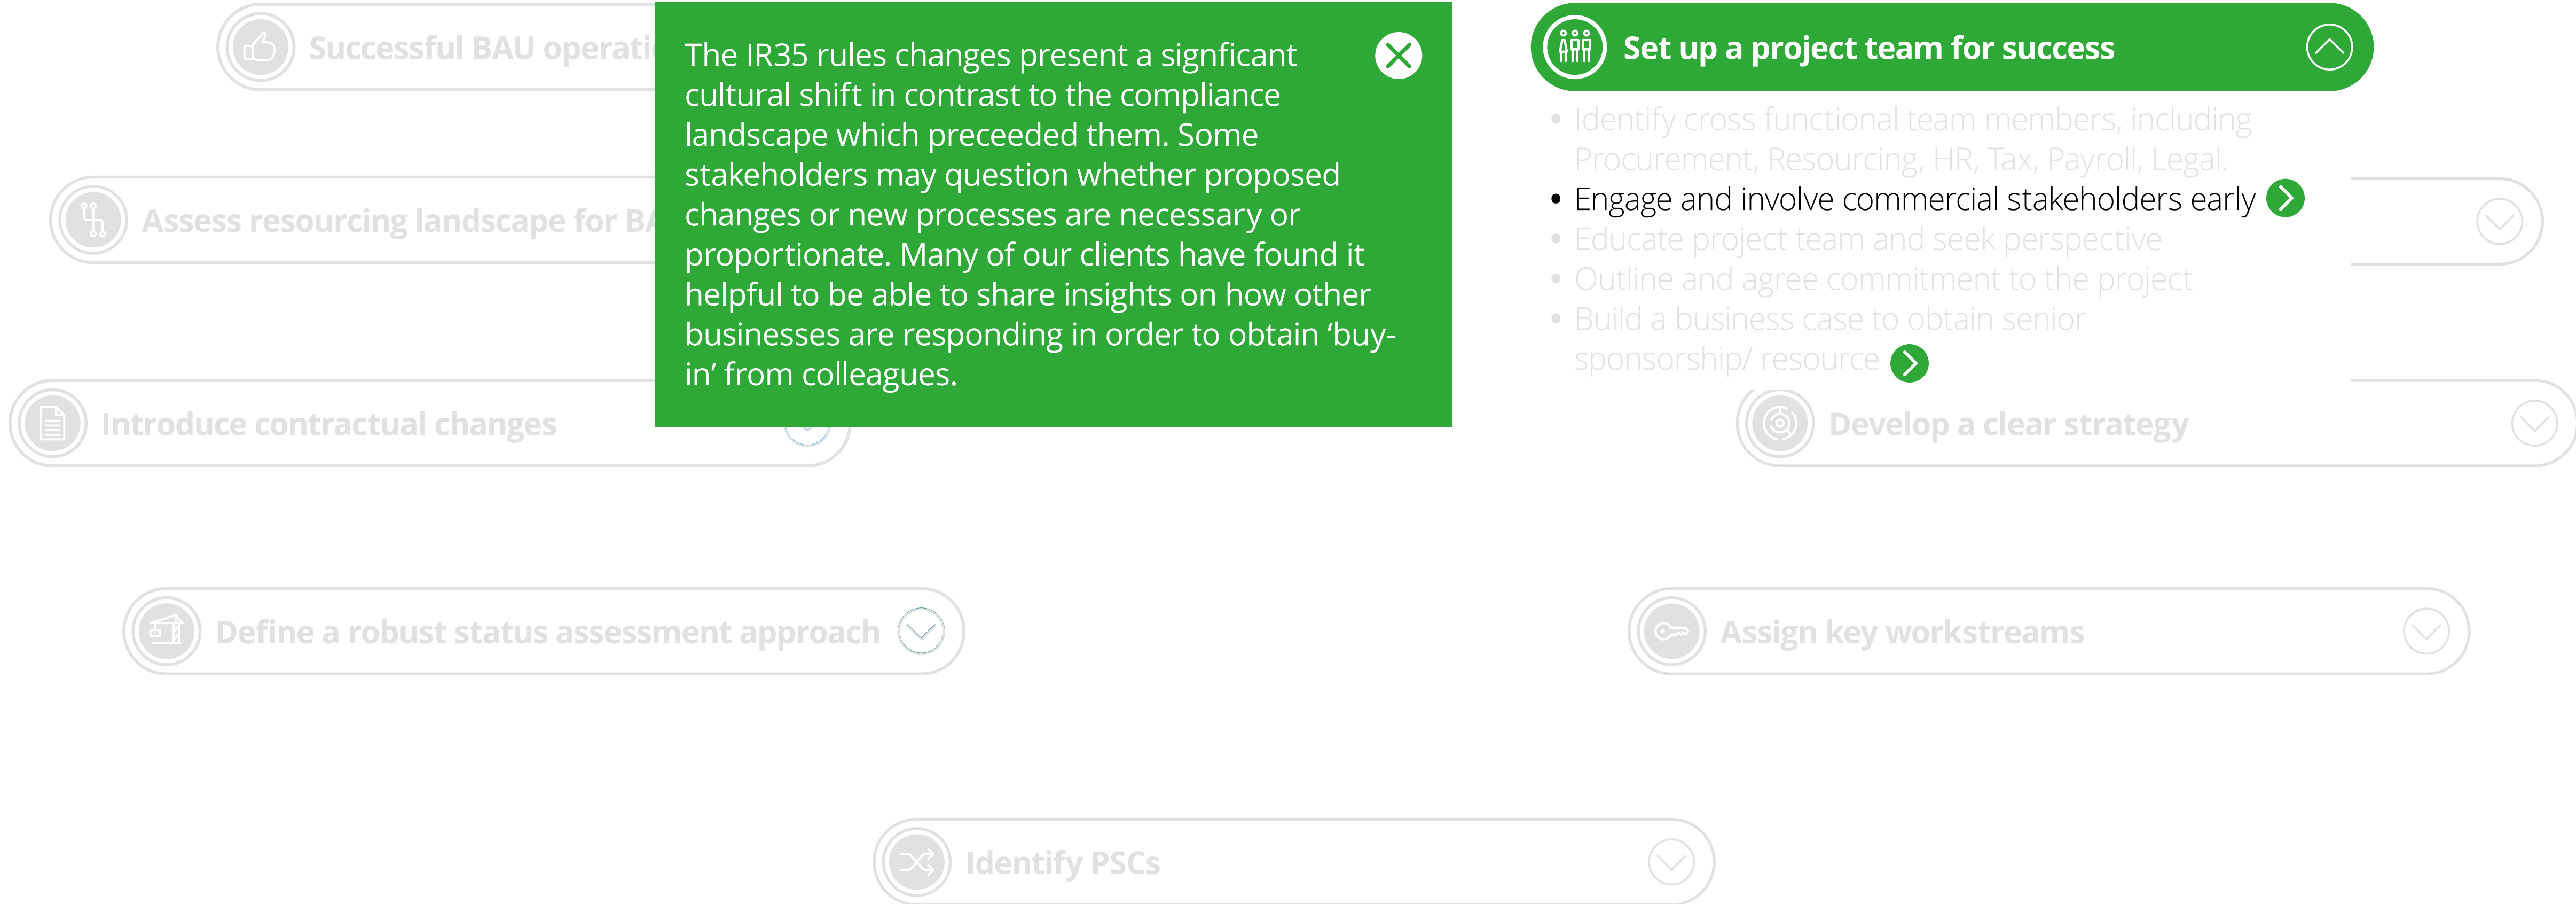 Successful BAU
The IR35 rules changes present a signficant
cultural shift in contrast to the compliance
landscape which preceeded them. Some
stakeholders may question whether proposed
changes or new processes are necessary or
proportionate. Many of our clients have found it
helpful to be able to share insights on how other
businesses are responding in order to obtain ‘buy-
in’ from colleagues.
Set up a project team for success
• Identify cross functional team members, including
Procurement, Resourcing, HR, Tax, Payroll, Legal.
• Engage and involve commercial stakeholders early
• Educate project team and seek perspective
• Outline and agree commitment to the project
• Build a business case to obtain senior
sponsorship/ resource
Assess resourcing landscape for
Introduce contractual changes
Develop a clear strategy
Define a robust status assessment approach
Assign key workstreams
Identify PSCs